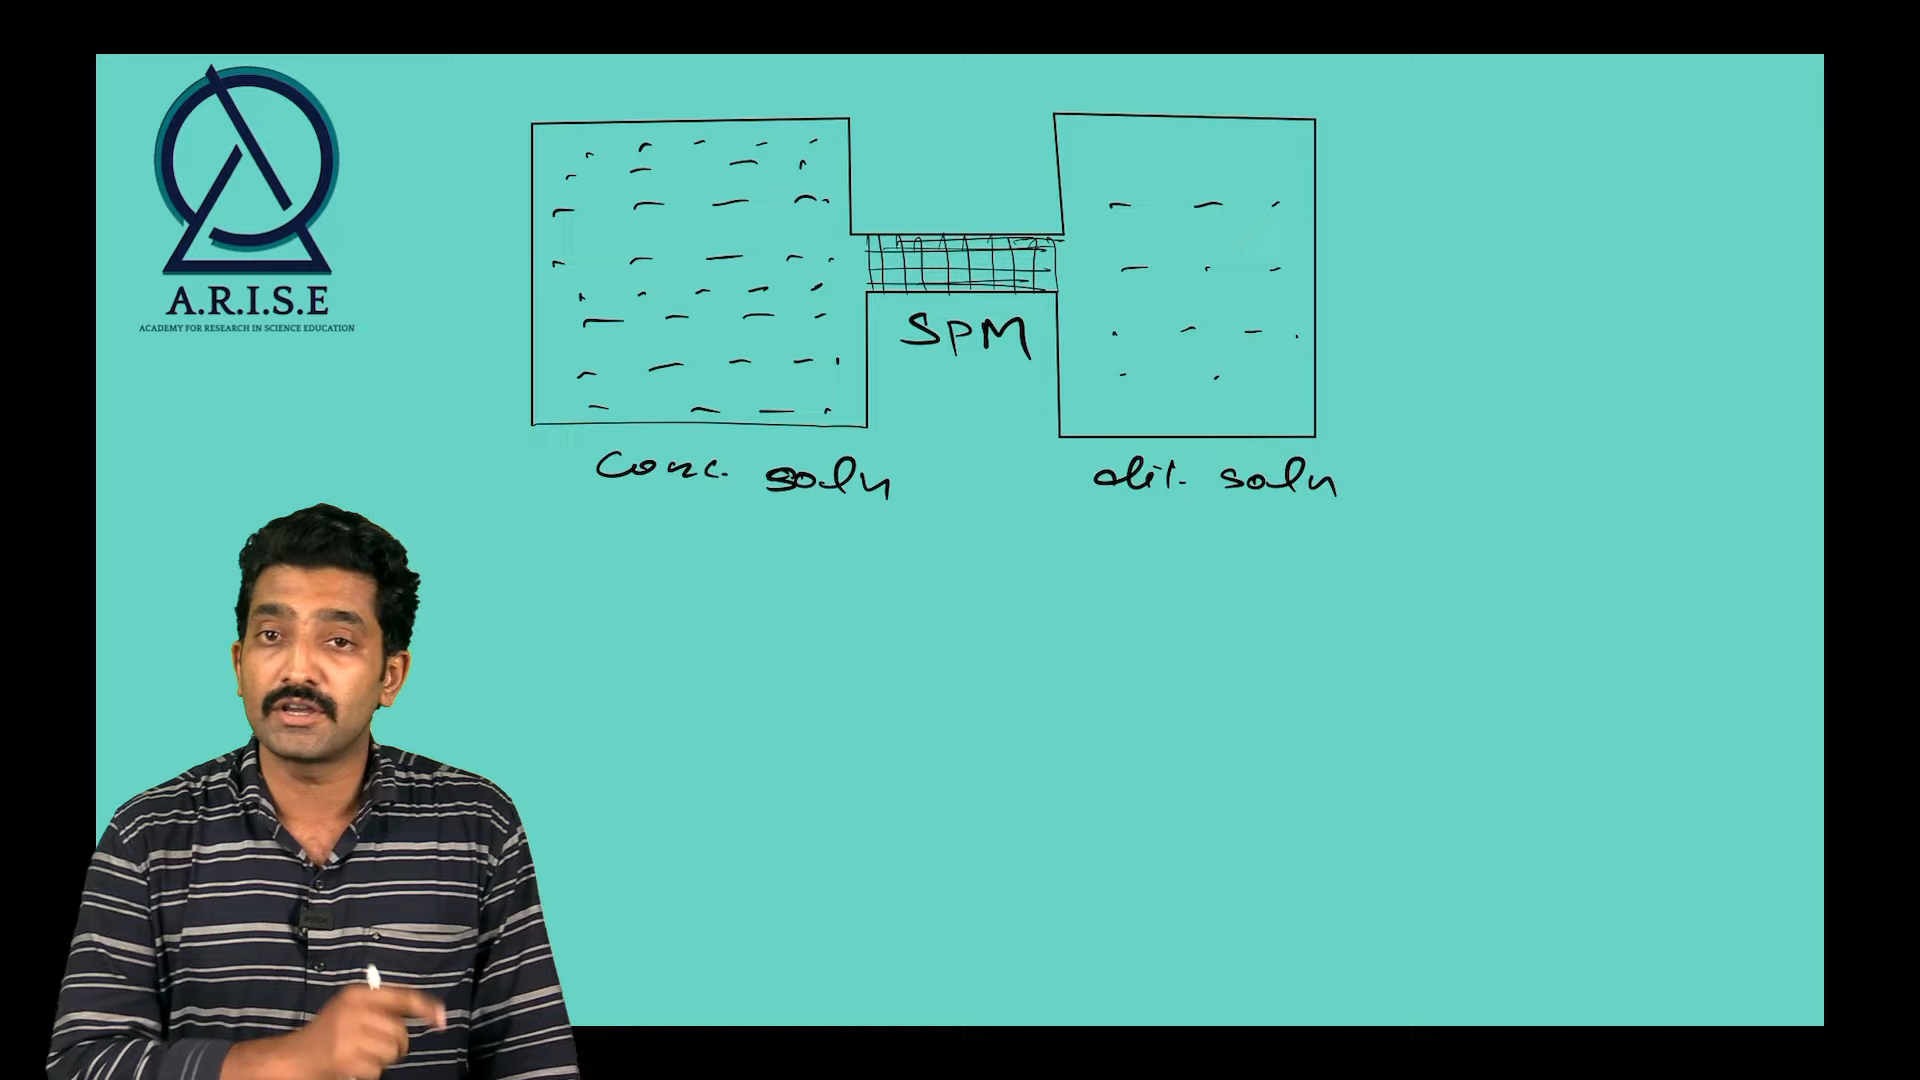 A.R.I.S.E
ACADEMY FOR RESEARCH IN SCIENCE EDUCATION
SPM
Conc. soln
dil. soln